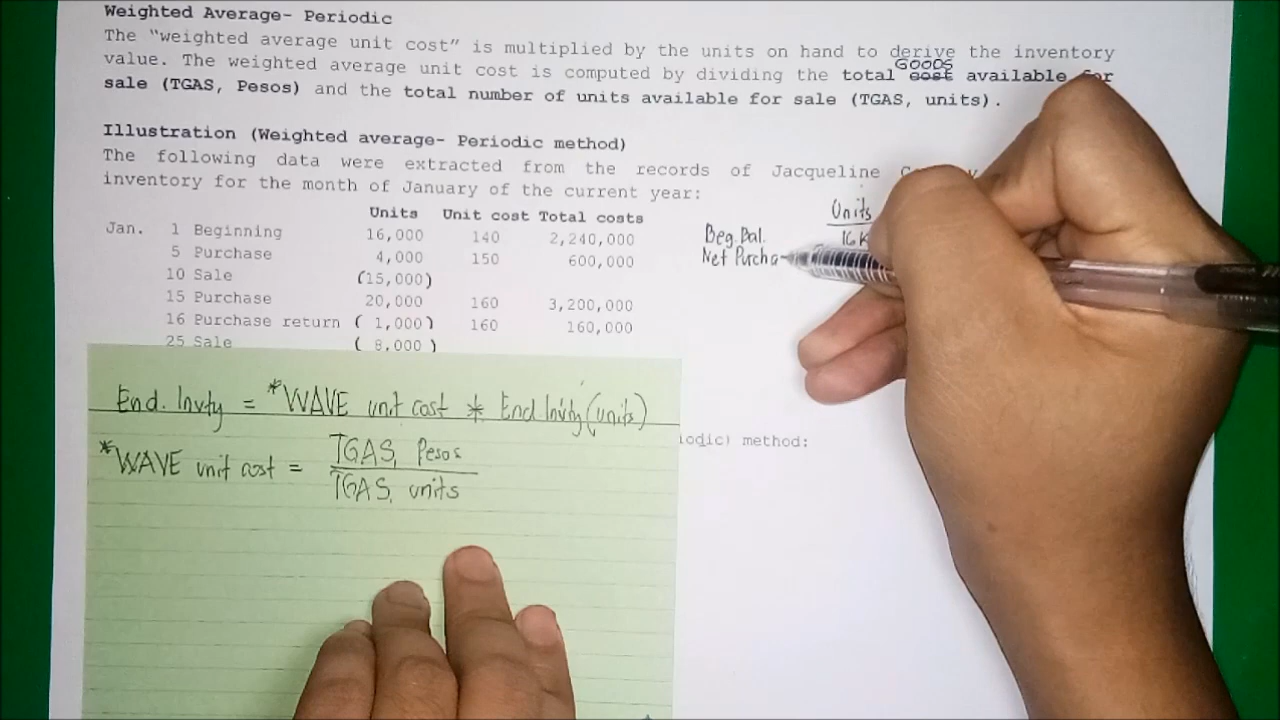 Weighted Average- Periodic
The "weighted average unit cost" is multiplied by the units on hand to derive the inventory
GOODS
value. The weighted average unit cost is computed by dividing the total cost available for
sale (TGAS, Pesos) and the total number of units available for sale (TGAS, units).
Illustration (Weighted average- Periodic method)
The following data were extracted from the records of Jacqueline
inventory for the month of January of the current year:
Units Unit cost Total costs
Jan. 1 Beginning 16,000 140 2,240,000
5 Purchase 4,000 150 600,000
10 Sale (15,000)
15 Purchase 20,000 160 3,200,000
16 Purchase return ( 1,000 ) 160 160,000
25 Sale ( 8,000 )
Units
Beg. Bal. 16K
Net Purcha
End. Invty = *WAVE unit cost * End Invty (units)
*WAVE unit cost = TGAS, Pesos
TGAS, units
iodic) method: